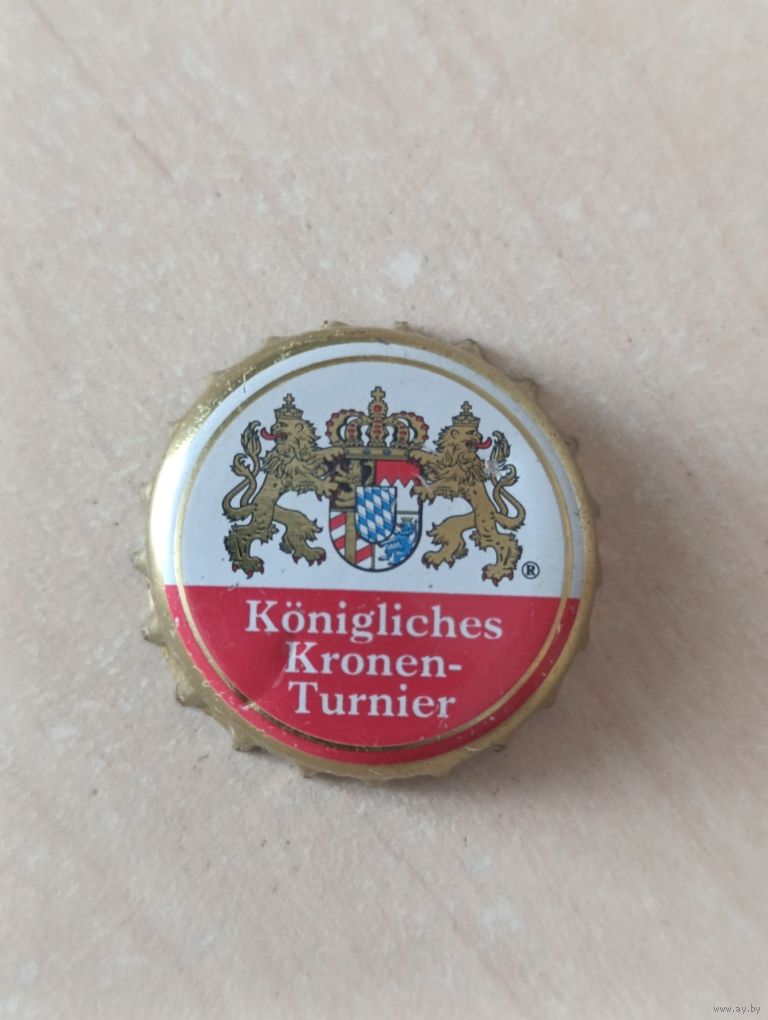 ®
Königliches
Kronen-
Turnier
www.ay.by